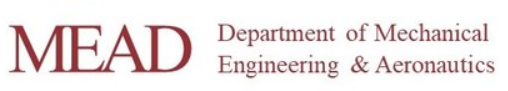 MEAD
Department of Mechanical
Engineering & Aeronautics